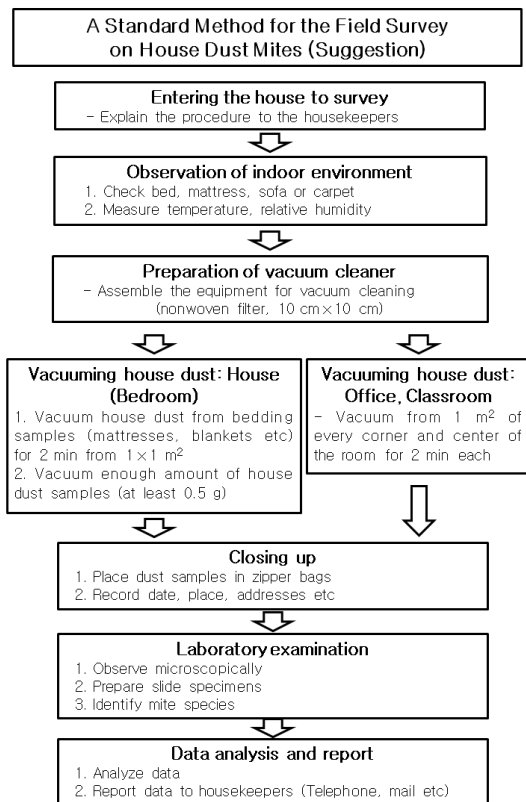 A Standard Method for the Field Survey
on House Dust Mites (Suggestion)
Entering the house to survey
- Explain the procedure to the housekeepers
Observation of indoor environment
1. Check bed, mattress, sofa or carpet
2. Measure temperature, relative humidity
Preparation of vacuum cleaner
- Assemble the equipment for vacuum cleaning
(nonwoven filter, 10 cm×10 cm)
Vacuuming house dust: House
(Bedroom)
1. Vacuum house dust from bedding
samples (mattresses, blankets etc)
for 2 min from 1×1 m²
2. Vacuum enough amount of house
dust samples (at least 0.5 g)
Vacuuming house dust:
Office, Classroom
- Vacuum from 1 m² of
every corner and center of
the room for 2 min each
Closing up
1. Place dust samples in zipper bags
2. Record date, place, addresses etc
Laboratory examination
1. Observe microscopically
2. Prepare slide specimens
3. Identify mite species
Data analysis and report
1. Analyze data
2. Report data to housekeepers (Telephone, mail etc)